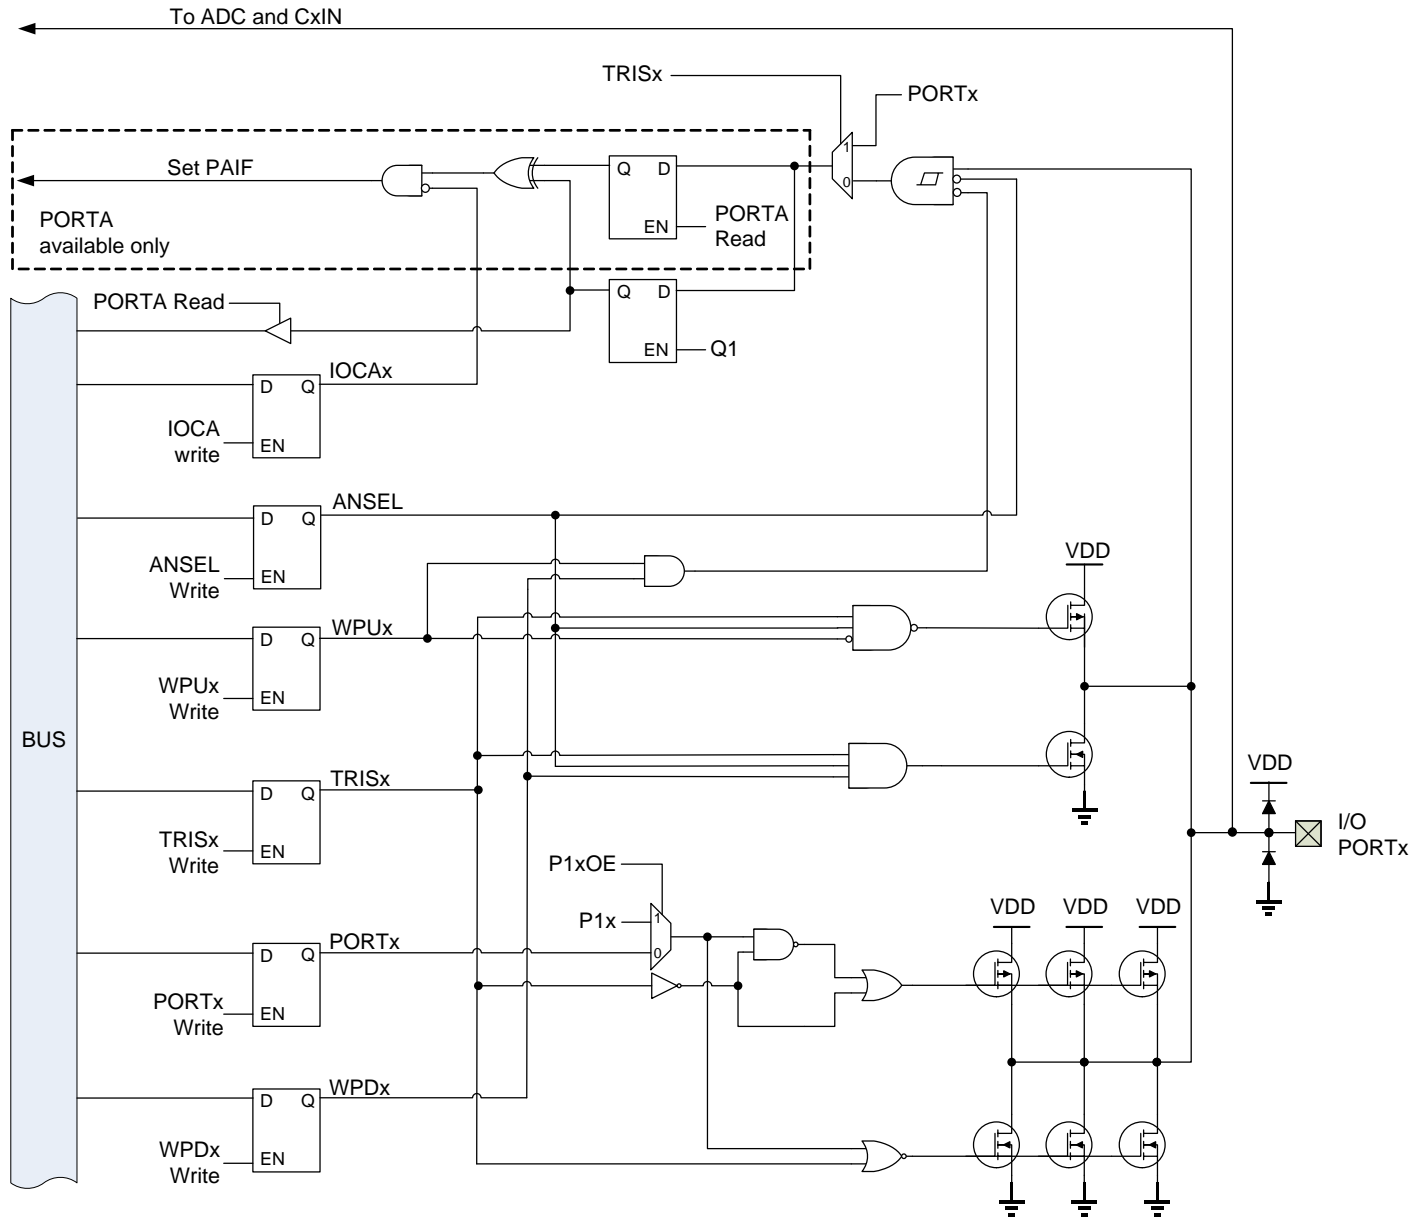 To ADC and CxIN
TRISx
PORTx
1
0
Set PAIF
Q D
EN
PORTA
Read
PORTA
available only
Q D
EN
Q1
PORTA Read
D Q
EN
IOCAx
IOCA
write
D Q
EN
ANSEL
ANSEL
Write
VDD
D Q
EN
WPUx
WPUx
Write
BUS
D Q
EN
TRISx
TRISx
Write
VDD
I/O
PORTx
P1xOE
P1x
1
0
VDD VDD VDD
D Q
EN
PORTx
PORTx
Write
D Q
EN
WPDx
WPDx
Write